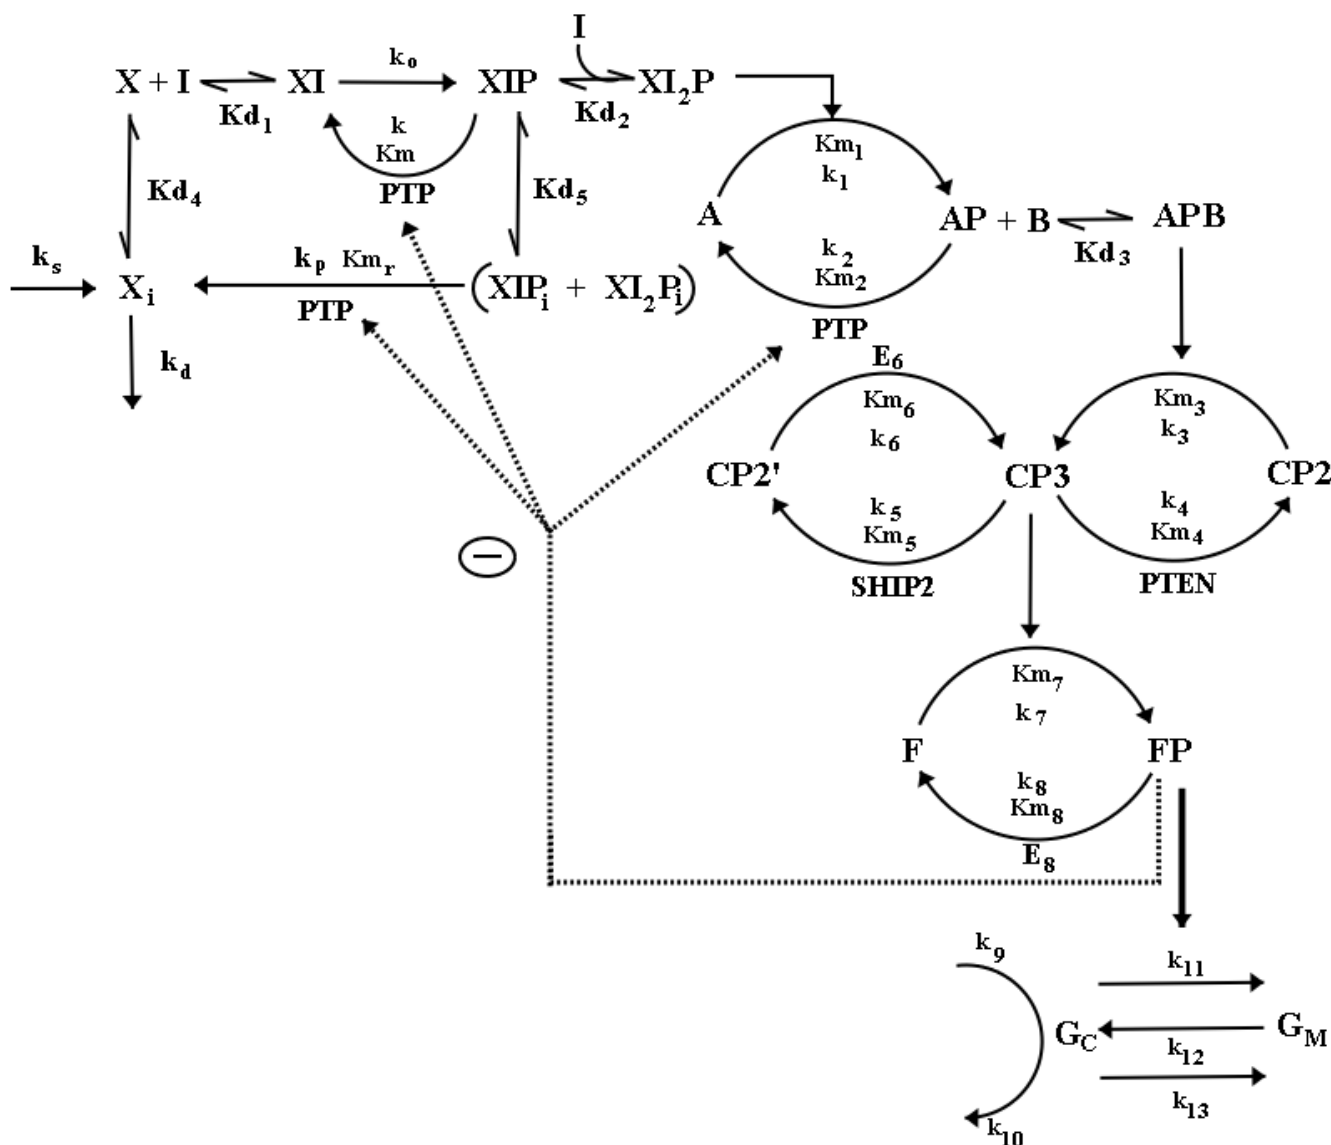 I
X + I XI k₀ XIP XI₂P
Kd₁ Kd₂
k
Km
PTP
Kd₄ Kd₅
Km₁
k₁
A AP + B APB
Kd₃
k₂
Km₂
PTP
kₛ Xᵢ kₚ Kmᵣ (XIPᵢ + XI₂Pᵢ)
PTP
k_d
E₆
Km₆ Km₃
k₆ k₃
CP2' CP3 CP2
k₅ k₄
Km₅ Km₄
SHIP2 PTEN
−
Km₇
k₇
F FP
k₈
Km₈
E₈
k₉
k₁₁
G_C G_M
k₁₂
k₁₀ k₁₃